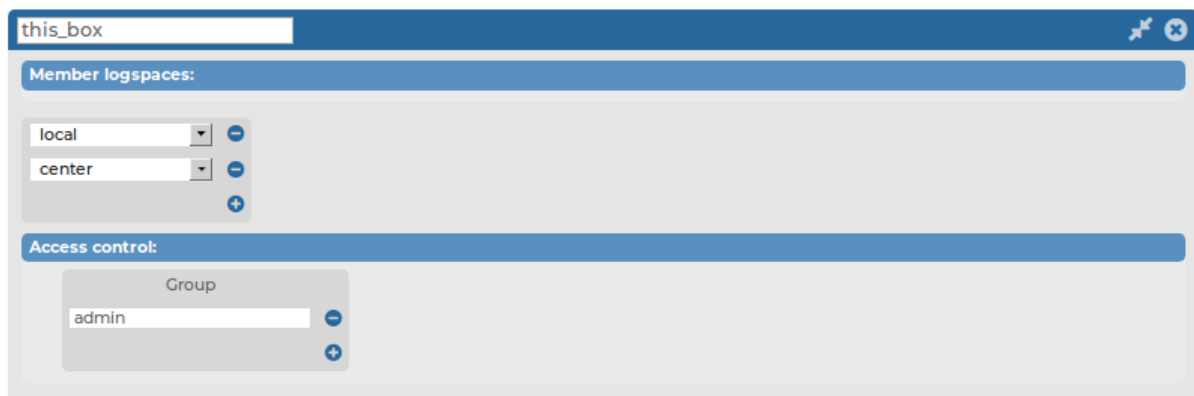 this_box
Member logspaces:
local
center
Access control:
Group
admin